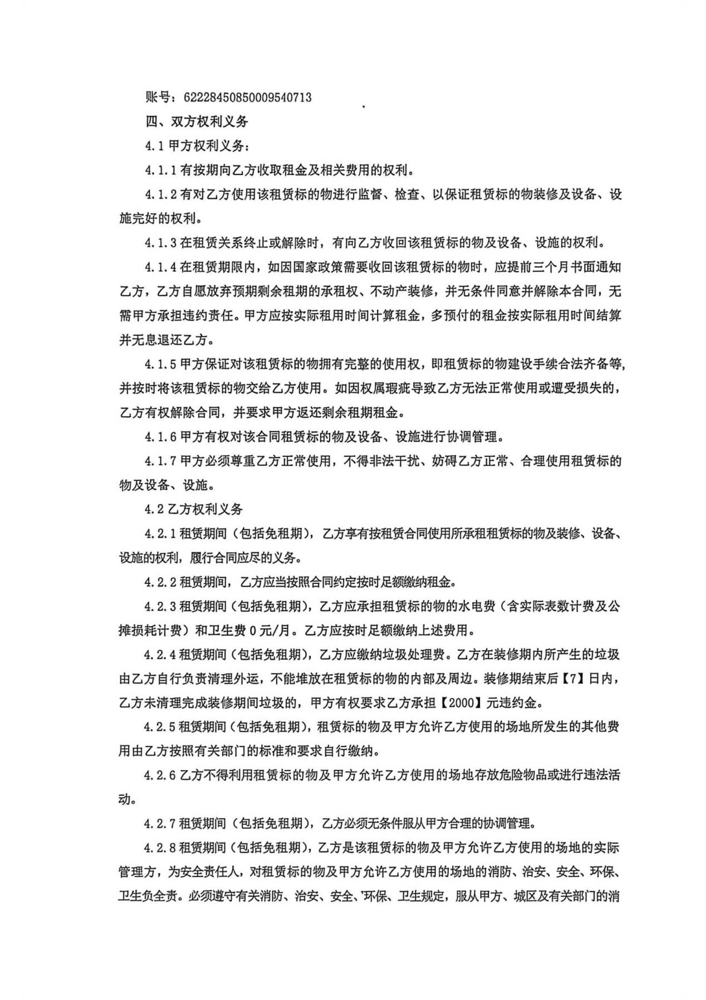 账号：62228450850009540713
四、双方权利义务
4.1 甲方权利义务：
4.1.1 有按期向乙方收取租金及相关费用的权利。
4.1.2 有对乙方使用该租赁标的物进行监督、检查、以保证租赁标的物装修及设备、设
施完好的权利。
4.1.3 在租赁关系终止或解除时，有向乙方收回该租赁标的物及设备、设施的权利。
4.1.4 在租赁期限内，如因国家政策需要收回该租赁标的物时，应提前三个月书面通知
乙方，乙方自愿放弃预期剩余租期的承租权、不动产装修，并无条件同意并解除本合同，无
需甲方承担违约责任。甲方应按实际租用时间计算租金，多预付的租金按实际租用时间结算
并无息退还乙方。
4.1.5 甲方保证对该租赁标的物拥有完整的使用权，即租赁标的物建设手续合法齐备等，
并按时将该租赁标的物交给乙方使用。如因权属瑕疵导致乙方无法正常使用或遭受损失的，
乙方有权解除合同，并要求甲方返还剩余租期租金。
4.1.6 甲方有权对该合同租赁标的物及设备、设施进行协调管理。
4.1.7 甲方必须尊重乙方正常使用，不得非法干扰、妨碍乙方正常、合理使用租赁标的
物及设备、设施。
4.2 乙方权利义务
4.2.1 租赁期间（包括免租期），乙方享有按租赁合同使用所承租租赁标的物及装修、设备、
设施的权利，履行合同应尽的义务。
4.2.2 租赁期间，乙方应当按照合同约定按时足额缴纳租金。
4.2.3 租赁期间（包括免租期），乙方应承担租赁标的物的水电费（含实际表数计费及公
摊损耗计费）和卫生费 0 元/月。乙方应按时足额缴纳上述费用。
4.2.4 租赁期间（包括免租期），乙方应缴纳垃圾处理费。乙方在装修期内所产生的垃圾
由乙方自行负责清理外运，不能堆放在租赁标的物的内部及周边。装修期结束后【7】日内，
乙方未清理完成装修期间垃圾的，甲方有权要求乙方承担【2000】元违约金。
4.2.5 租赁期间（包括免租期），租赁标的物及甲方允许乙方使用的场地所发生的其他费
用由乙方按照有关部门的标准和要求自行缴纳。
4.2.6 乙方不得利用租赁标的物及甲方允许乙方使用的场地存放危险物品或进行违法活
动。
4.2.7 租赁期间（包括免租期），乙方必须无条件服从甲方合理的协调管理。
4.2.8 租赁期间（包括免租期），乙方是该租赁标的物及甲方允许乙方使用的场地的实际
管理方，为安全责任人，对租赁标的物及甲方允许乙方使用的场地的消防、治安、安全、环保、
卫生负全责。必须遵守有关消防、治安、安全、环保、卫生规定，服从甲方、城区及有关部门的消